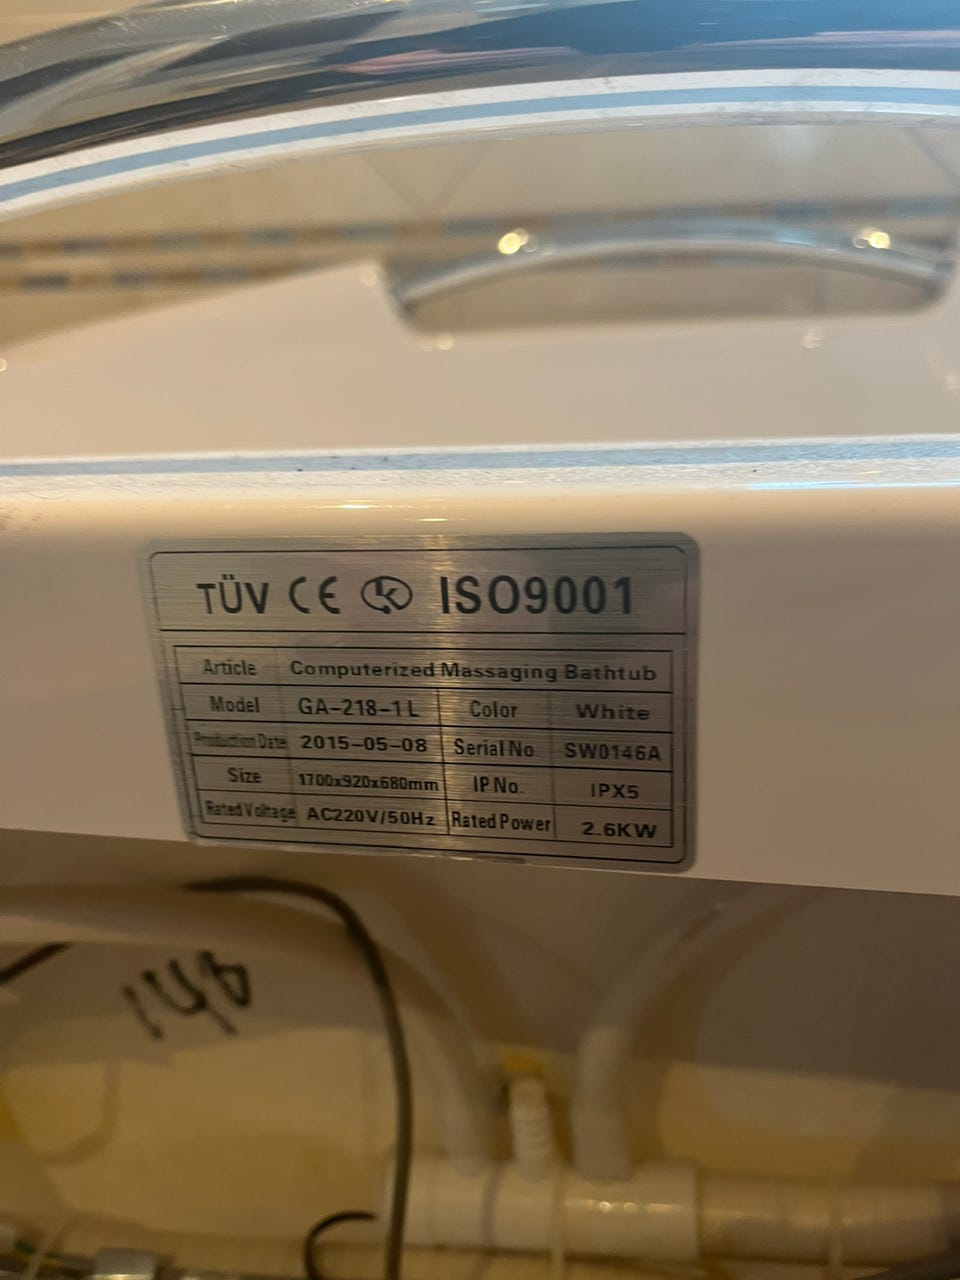 TÜV CE K ISO9001
Article Computerized Massaging Bathtub
Model GA-218-1L Color White
Production Date 2015-05-08 Serial No. SW0146A
Size 1700x920x680mm IP No. IPX5
Rated Voltage AC220V/50Hz Rated Power 2.6KW